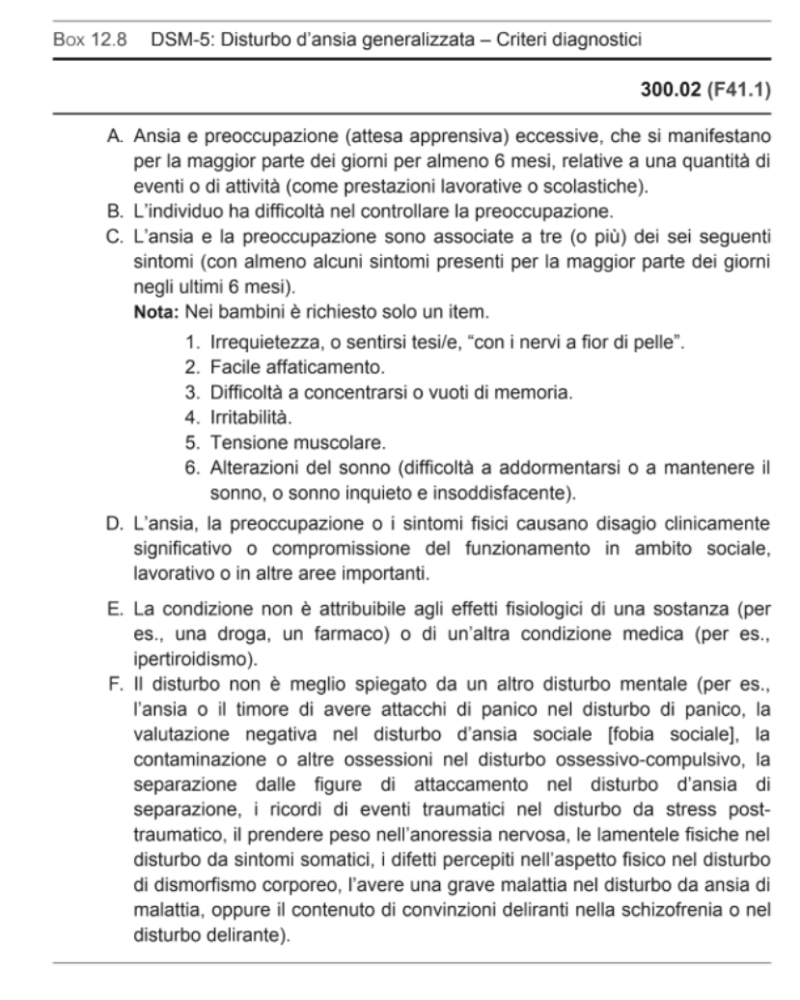 Box 12.8 DSM-5: Disturbo d'ansia generalizzata – Criteri diagnostici
300.02 (F41.1)
A. Ansia e preoccupazione (attesa apprensiva) eccessive, che si manifestano
per la maggior parte dei giorni per almeno 6 mesi, relative a una quantità di
eventi o di attività (come prestazioni lavorative o scolastiche).
B. L'individuo ha difficoltà nel controllare la preoccupazione.
C. L'ansia e la preoccupazione sono associate a tre (o più) dei sei seguenti
sintomi (con almeno alcuni sintomi presenti per la maggior parte dei giorni
negli ultimi 6 mesi).
Nota: Nei bambini è richiesto solo un item.
1. Irrequietezza, o sentirsi tesi/e, “con i nervi a fior di pelle”.
2. Facile affaticamento.
3. Difficoltà a concentrarsi o vuoti di memoria.
4. Irritabilità.
5. Tensione muscolare.
6. Alterazioni del sonno (difficoltà a addormentarsi o a mantenere il
sonno, o sonno inquieto e insoddisfacente).
D. L'ansia, la preoccupazione o i sintomi fisici causano disagio clinicamente
significativo o compromissione del funzionamento in ambito sociale,
lavorativo o in altre aree importanti.
E. La condizione non è attribuibile agli effetti fisiologici di una sostanza (per
es., una droga, un farmaco) o di un'altra condizione medica (per es.,
ipertiroidismo).
F. Il disturbo non è meglio spiegato da un altro disturbo mentale (per es.,
l'ansia o il timore di avere attacchi di panico nel disturbo di panico, la
valutazione negativa nel disturbo d'ansia sociale [fobia sociale], la
contaminazione o altre ossessioni nel disturbo ossessivo-compulsivo, la
separazione dalle figure di attaccamento nel disturbo d'ansia di
separazione, i ricordi di eventi traumatici nel disturbo da stress post-
traumatico, il prendere peso nell'anoressia nervosa, le lamentele fisiche nel
disturbo da sintomi somatici, i difetti percepiti nell'aspetto fisico nel disturbo
di dismorfismo corporeo, l'avere una grave malattia nel disturbo da ansia di
malattia, oppure il contenuto di convinzioni deliranti nella schizofrenia o nel
disturbo delirante).